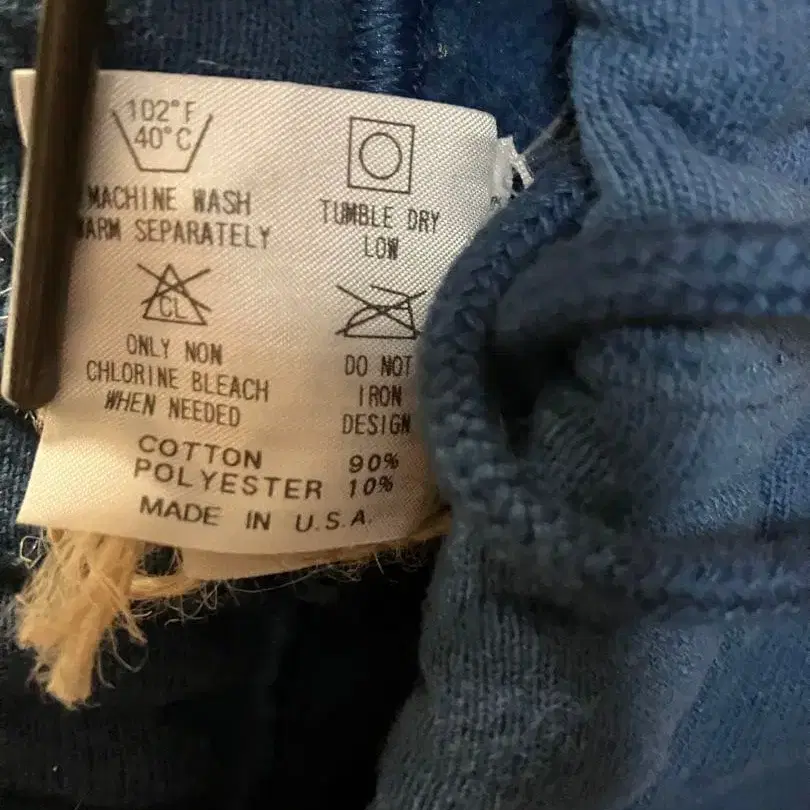 102°F
40°C
MACHINE WASH
WARM SEPARATELY
TUMBLE DRY
LOW
CL
ONLY NON
CHLORINE BLEACH
WHEN NEEDED
DO NOT
IRON
DESIGN
COTTON 90%
POLYESTER 10%
MADE IN U.S.A.